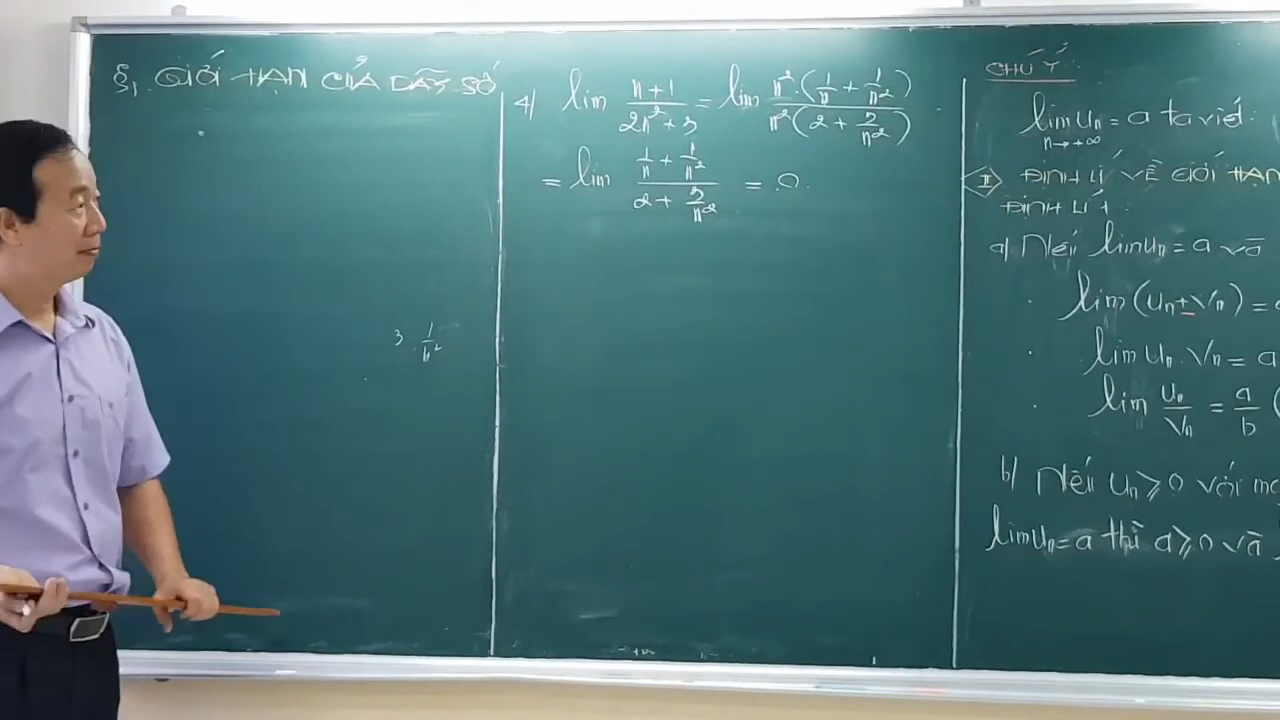 §1. GIỚI HẠN CỦA DÃY SỐ
3 . 1/n²
4) lim (n + 1)/(2n² + 3) = lim (n².(1/n + 1/n²))/(n²(2 + 3/n²))
= lim (1/n + 1/n²)/(2 + 3/n²) = 0.
CHÚ Ý
lim uₙ = a ta viết:
n→+∞
II ĐỊNH LÍ VỀ GIỚI HẠN
ĐỊNH LÍ 1:
a) Nếu lim uₙ = a và
. lim(uₙ + vₙ) =
. lim uₙ.vₙ = a
. lim uₙ/vₙ = a/b (
b) Nếu uₙ ⩾ 0 với
lim uₙ = a thì a ⩾ 0 và